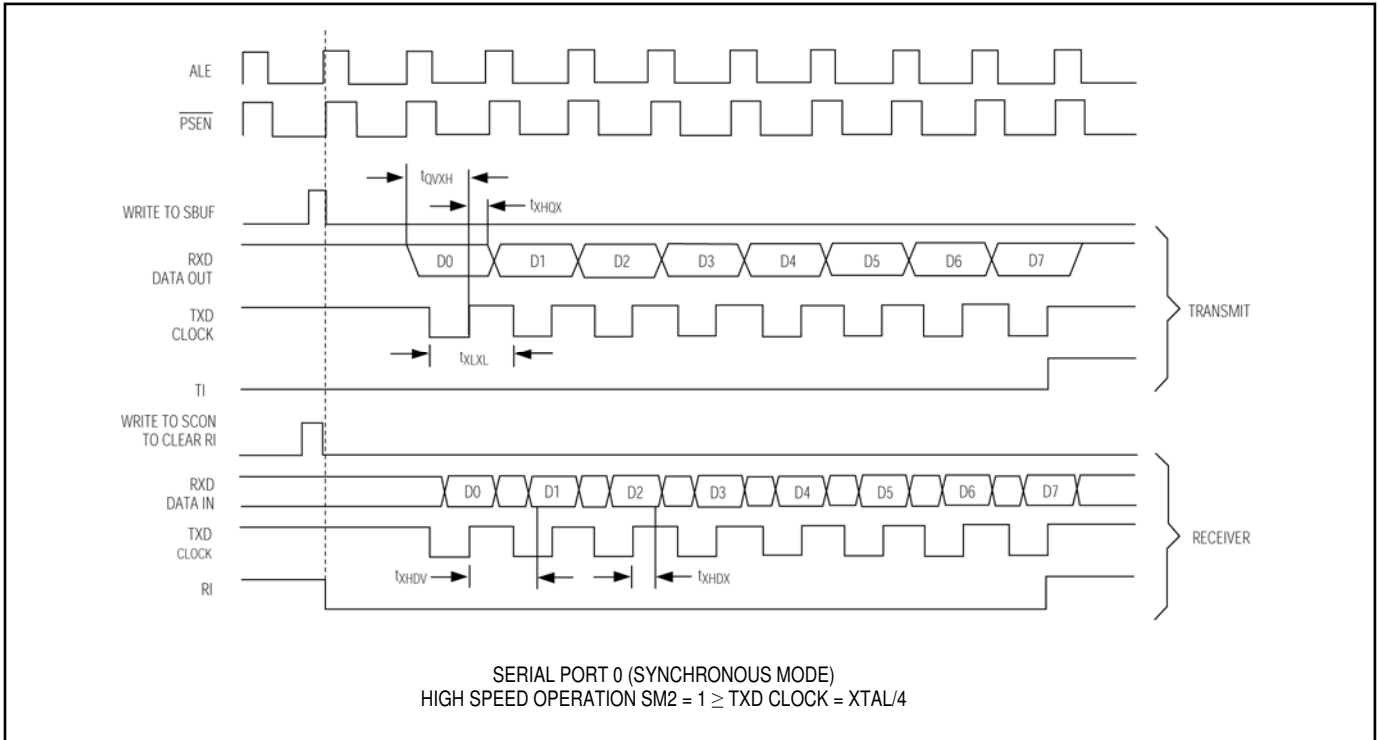 ALE
PSEN
tQVXH
tXHQX
WRITE TO SBUF
RXD
DATA OUT
D0 D1 D2 D3 D4 D5 D6 D7
TXD
CLOCK
TRANSMIT
tXLXL
TI
WRITE TO SCON
TO CLEAR RI
RXD
DATA IN
D0 D1 D2 D3 D4 D5 D6 D7
TXD
CLOCK
RECEIVER
tXHDV
tXHDX
RI
SERIAL PORT 0 (SYNCHRONOUS MODE)
HIGH SPEED OPERATION SM2 = 1 ≥ TXD CLOCK = XTAL/4